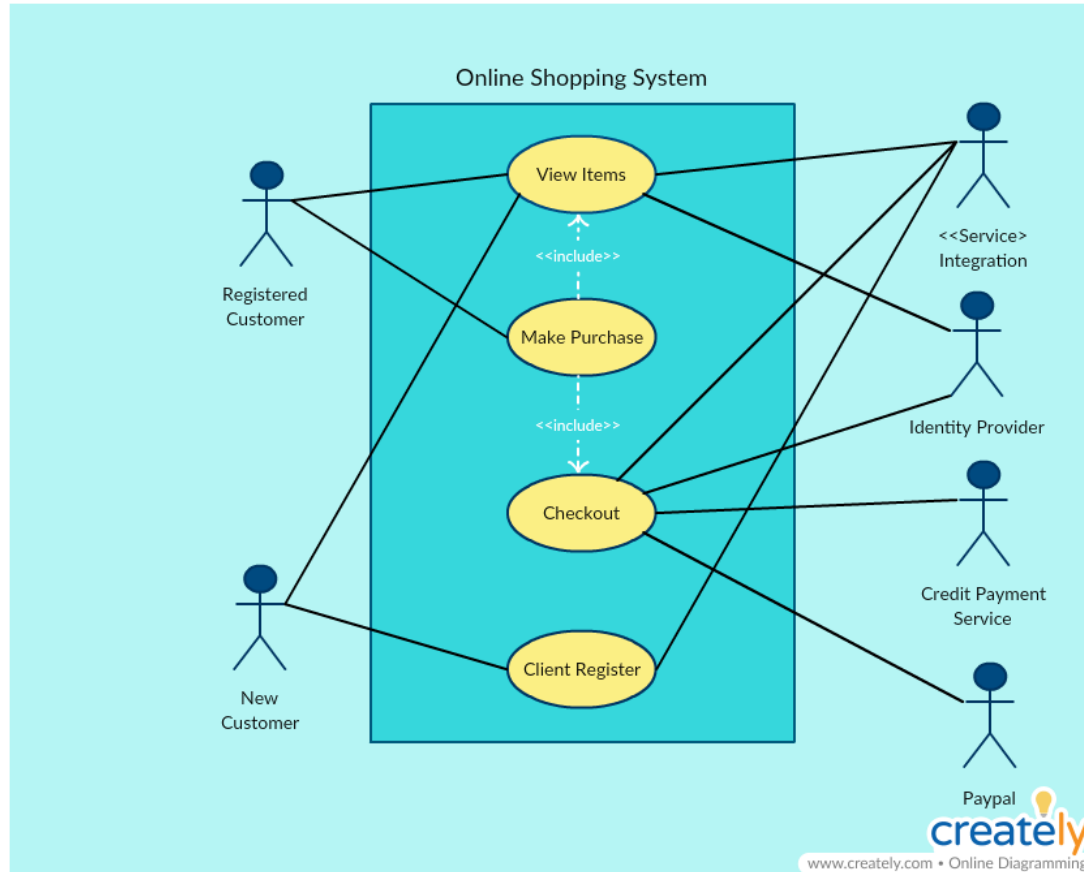 Online Shopping System
View Items
<<Service>
Integration
<<include>>
Registered
Customer
Make Purchase
Identity Provider
<<include>>
Checkout
Credit Payment
Service
Client Register
New
Customer
Paypal
creately
www.creately.com • Online Diagramming